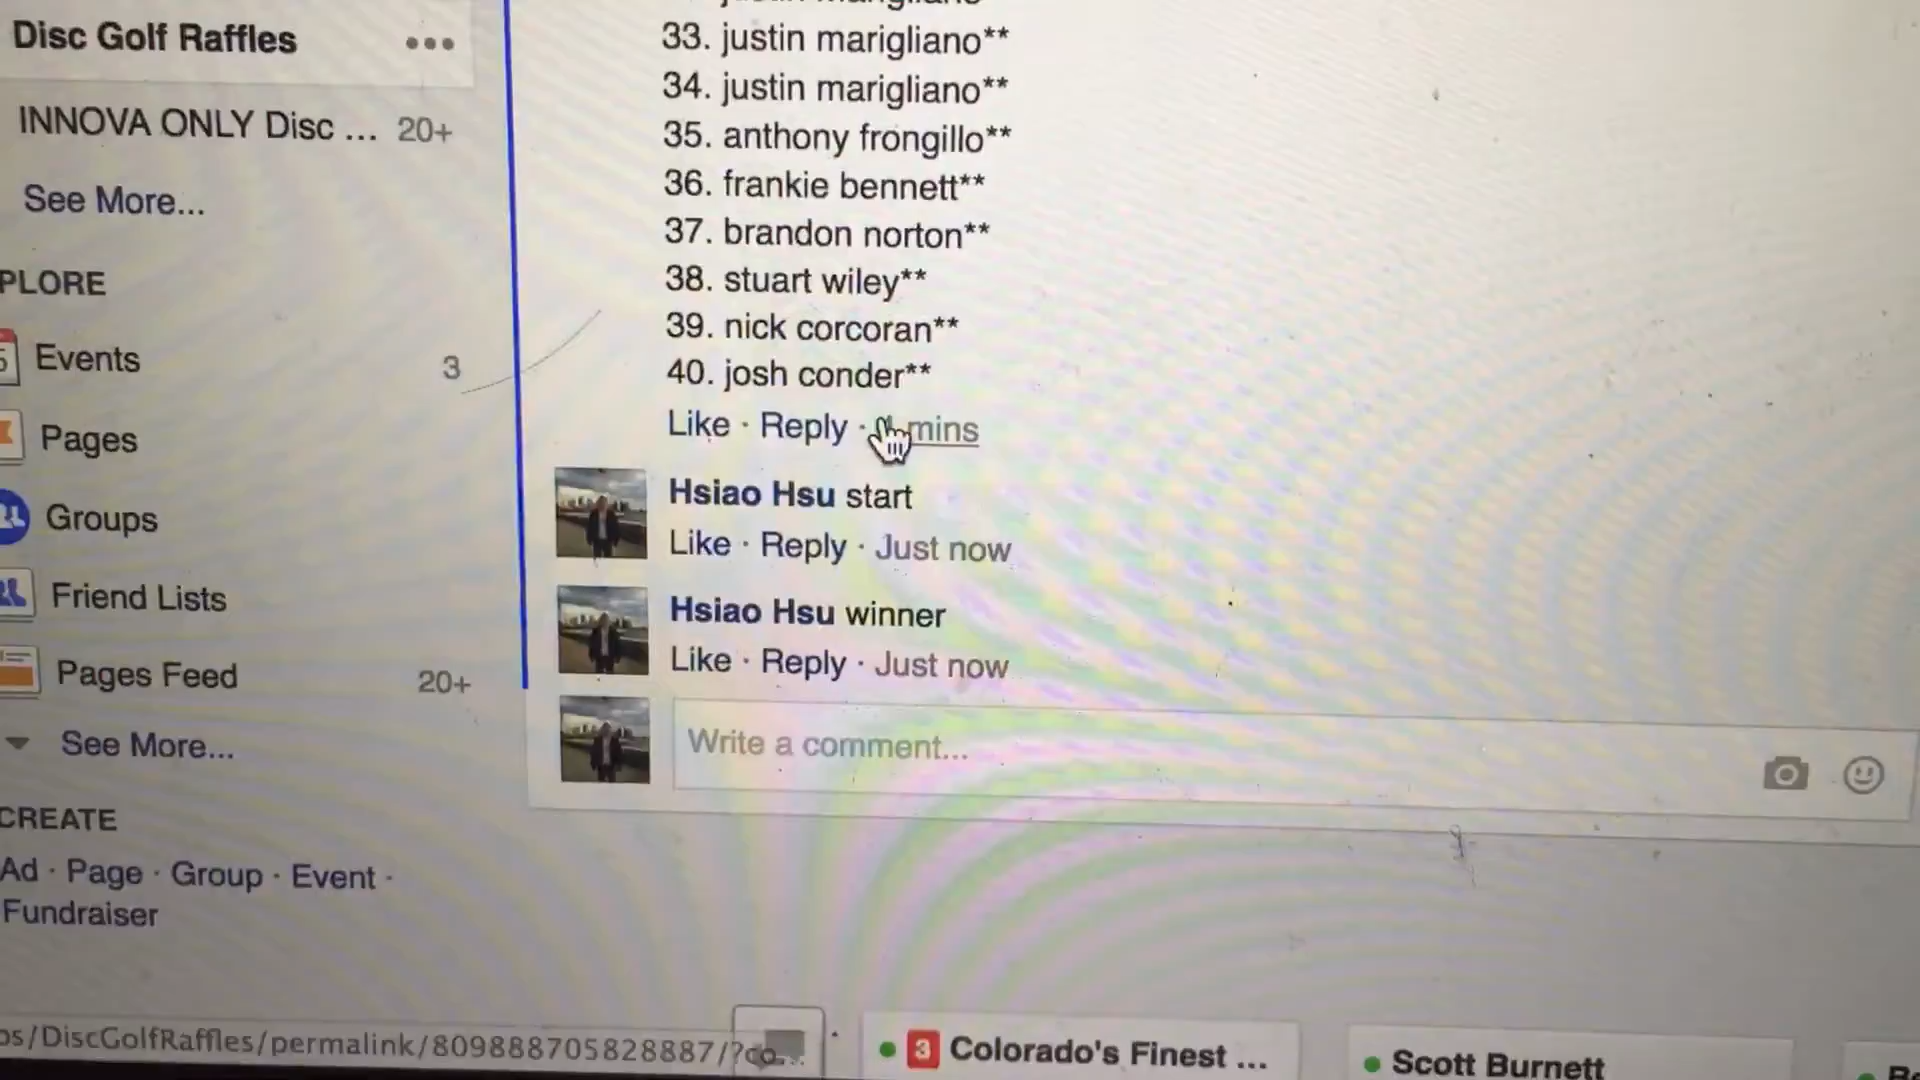 Disc Golf Raffles
INNOVA ONLY Disc ... 20+
See More...
PLORE
Events 3
Pages
Groups
Friend Lists
Pages Feed 20+
See More...
CREATE
Ad · Page · Group · Event ·
Fundraiser
33. justin marigliano**
34. justin marigliano**
35. anthony frongillo**
36. frankie bennett**
37. brandon norton**
38. stuart wiley**
39. nick corcoran**
40. josh conder**
Like · Reply · mins
Hsiao Hsu start
Like · Reply · Just now
Hsiao Hsu winner
Like · Reply · Just now
Write a comment...
ps/DiscGolfRaffles/permalink/809888705828887/?co...
3 Colorado's Finest ...
Scott Burnett